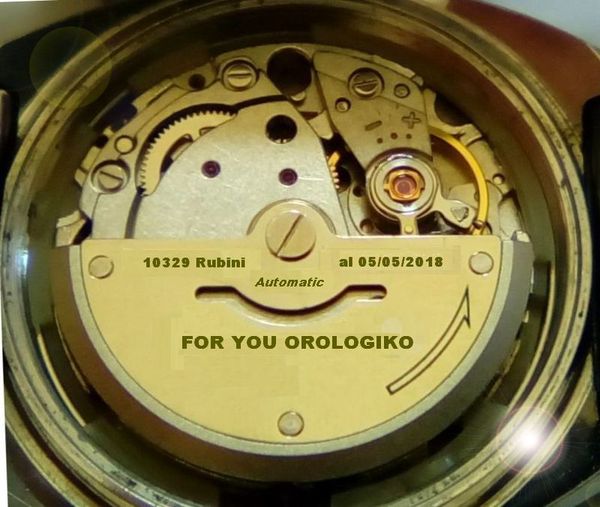 - +
10329 Rubini al 05/05/2018
Automatic
FOR YOU OROLOGIKO